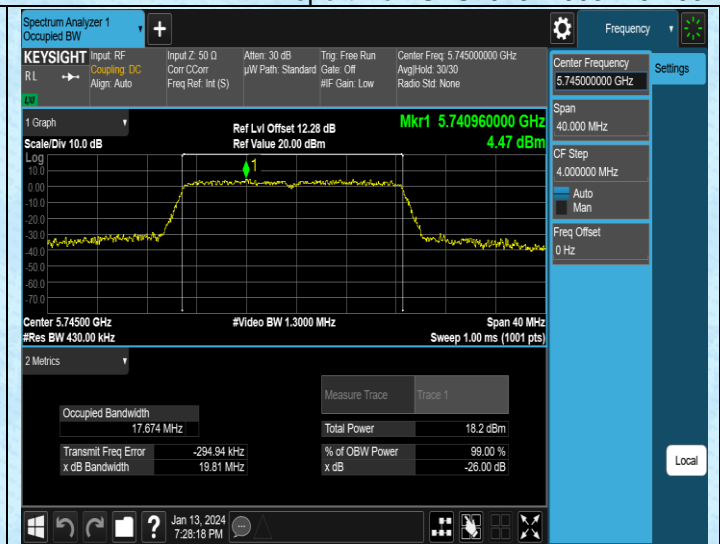 Spectrum Analyzer 1
Occupied BW
+
Frequency
KEYSIGHT
RL
LXI
Input: RF
Coupling: DC
Align: Auto
Input Z: 50 Ω
Corr CCorr
Freq Ref: Int (S)
Atten: 30 dB
µW Path: Standard
Trig: Free Run
Gate: Off
#IF Gain: Low
Center Freq: 5.745000000 GHz
Avg|Hold: 30/30
Radio Std: None
Center Frequency
5.745000000 GHz
Settings
Span
40.000 MHz
CF Step
4.000000 MHz
Auto
Man
Freq Offset
0 Hz
Local
1 Graph
Scale/Div 10.0 dB
Ref Lvl Offset 12.28 dB
Ref Value 20.00 dBm
Mkr1 5.740960000 GHz
4.47 dBm
Log
10.0
0.00
-10.0
-20.0
-30.0
-40.0
-50.0
-60.0
-70.0
1
Center 5.74500 GHz
#Video BW 1.3000 MHz
Span 40 MHz
#Res BW 430.00 kHz
Sweep 1.00 ms (1001 pts)
2 Metrics
Measure Trace
Trace 1
Occupied Bandwidth
17.674 MHz
Total Power
18.2 dBm
Transmit Freq Error
-294.94 kHz
% of OBW Power
99.00 %
x dB Bandwidth
19.81 MHz
x dB
-26.00 dB
?
Jan 13, 2024
7:28:18 PM